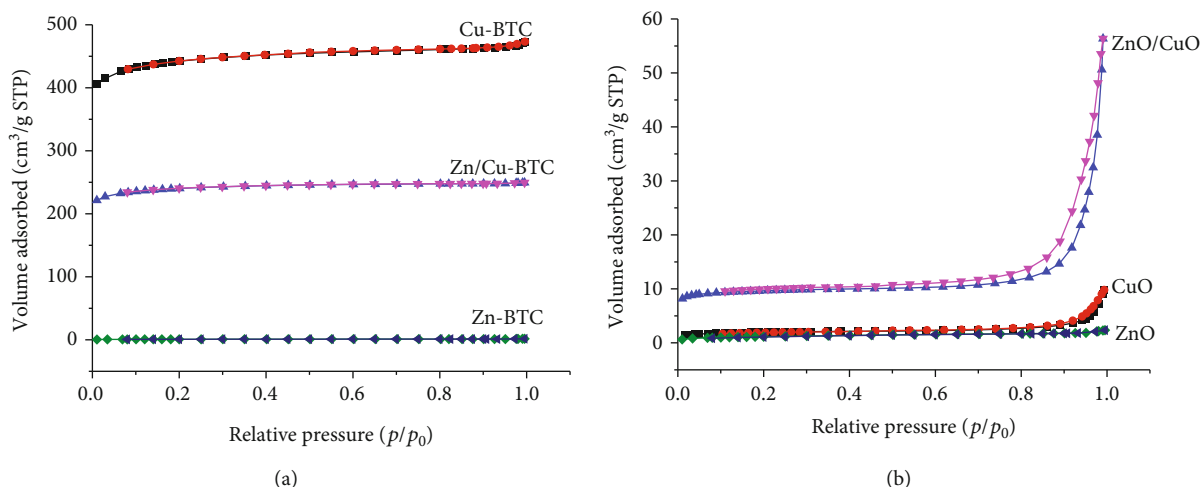 500
400
300
200
100
0
Volume adsorbed (cm³/g STP)
Cu-BTC
Zn/Cu-BTC
Zn-BTC
0.0 0.2 0.4 0.6 0.8 1.0
Relative pressure (p/p₀)
(a)
60
50
40
30
20
10
0
Volume adsorbed (cm³/g STP)
ZnO/CuO
CuO
ZnO
0.0 0.2 0.4 0.6 0.8 1.0
Relative pressure (p/p₀)
(b)